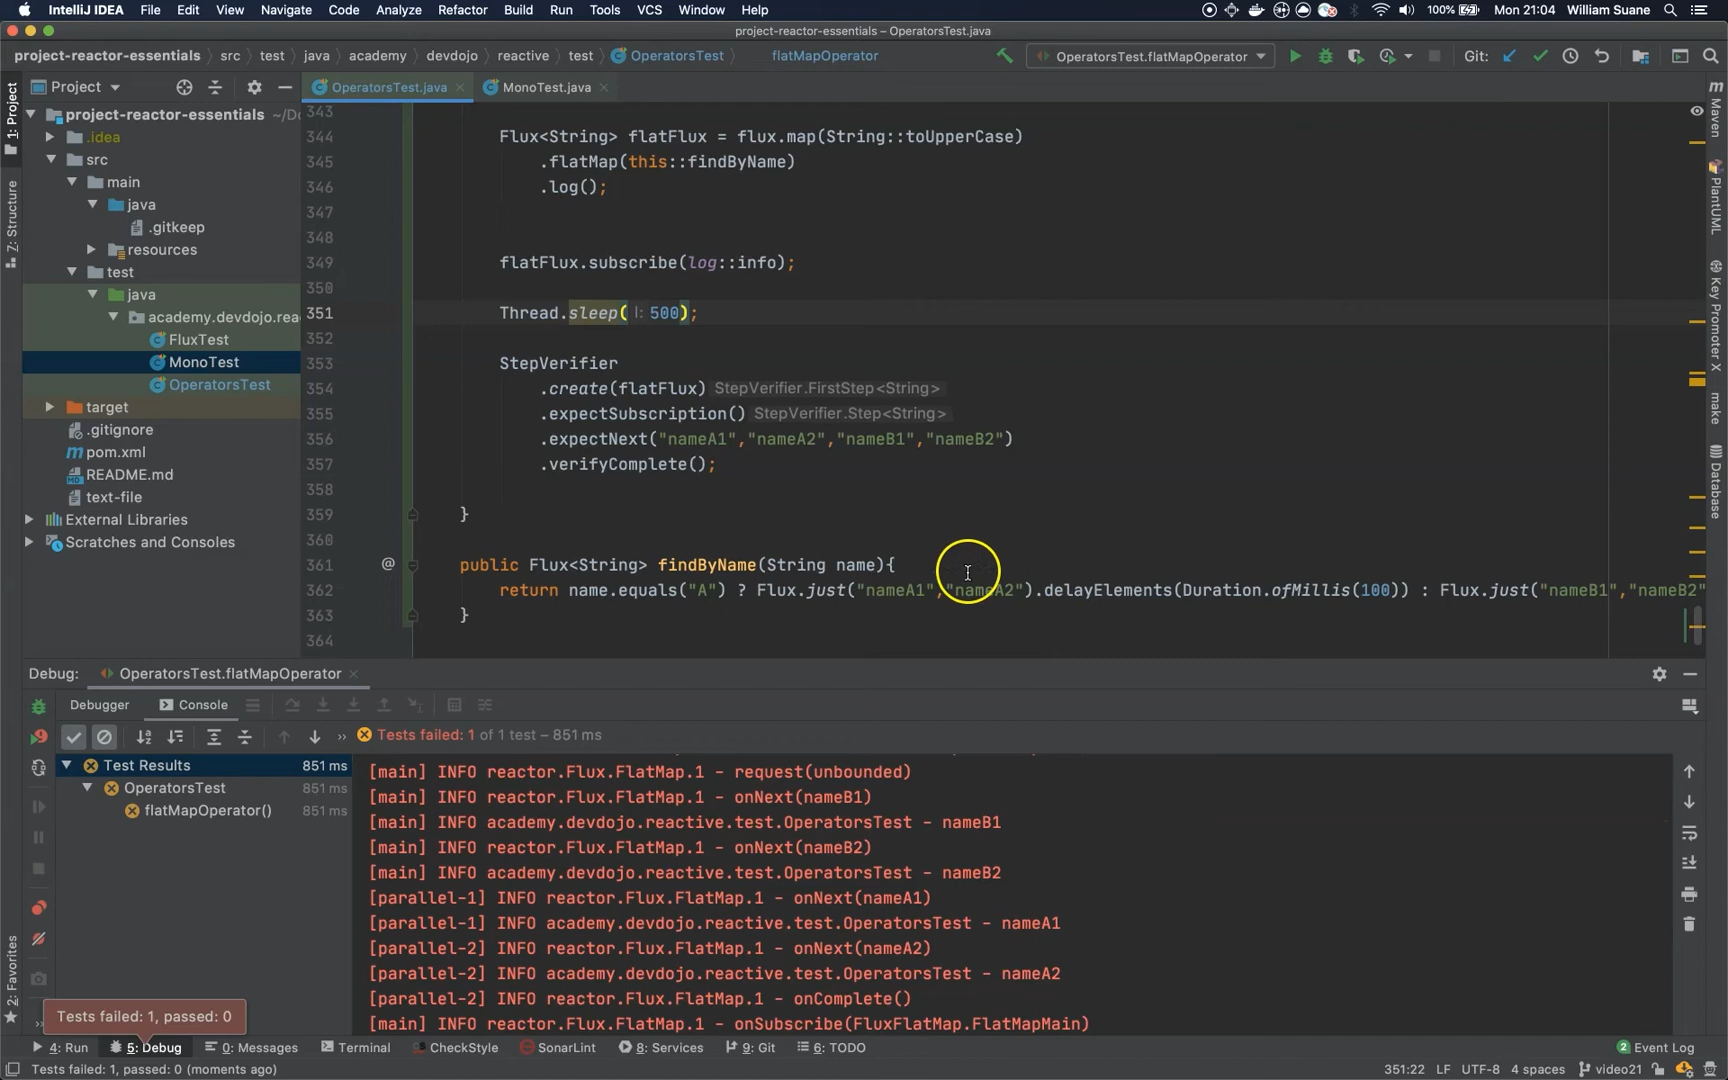 IntelliJ IDEA File Edit View Navigate Code Analyze Refactor Build Run Tools VCS Window Help 100% Mon 21:04 William Suane
project-reactor-essentials – OperatorsTest.java
project-reactor-essentials src test java academy devdojo reactive test OperatorsTest flatMapOperator OperatorsTest.flatMapOperator Git:
Project OperatorsTest.java MonoTest.java
1: Project
Z: Structure
2: Favorites
project-reactor-essentials ~/Do
.idea
src
main
java
.gitkeep
resources
test
java
academy.devdojo.rea
FluxTest
MonoTest
OperatorsTest
target
.gitignore
pom.xml
README.md
text-file
External Libraries
Scratches and Consoles
343
344 Flux<String> flatFlux = flux.map(String::toUpperCase)
345 .flatMap(this::findByName)
346 .log();
347
348
349 flatFlux.subscribe(log::info);
350
351 Thread.sleep( l: 500);
352
353 StepVerifier
354 .create(flatFlux) StepVerifier.FirstStep<String>
355 .expectSubscription() StepVerifier.Step<String>
356 .expectNext("nameA1","nameA2","nameB1","nameB2")
357 .verifyComplete();
358
359 }
360
361 @ public Flux<String> findByName(String name){
362 return name.equals("A") ? Flux.just("nameA1","nameA2").delayElements(Duration.ofMillis(100)) : Flux.just("nameB1","nameB2"
363 }
364
Maven
PlantUML
Key Promoter X
make
Database
Debug: OperatorsTest.flatMapOperator
Debugger Console
Tests failed: 1 of 1 test – 851 ms
Test Results 851 ms
OperatorsTest 851 ms
flatMapOperator() 851 ms
[main] INFO reactor.Flux.FlatMap.1 - request(unbounded)
[main] INFO reactor.Flux.FlatMap.1 - onNext(nameB1)
[main] INFO academy.devdojo.reactive.test.OperatorsTest - nameB1
[main] INFO reactor.Flux.FlatMap.1 - onNext(nameB2)
[main] INFO academy.devdojo.reactive.test.OperatorsTest - nameB2
[parallel-1] INFO reactor.Flux.FlatMap.1 - onNext(nameA1)
[parallel-1] INFO academy.devdojo.reactive.test.OperatorsTest - nameA1
[parallel-2] INFO reactor.Flux.FlatMap.1 - onNext(nameA2)
[parallel-2] INFO academy.devdojo.reactive.test.OperatorsTest - nameA2
[parallel-2] INFO reactor.Flux.FlatMap.1 - onComplete()
[main] INFO reactor.Flux.FlatMap.1 - onSubscribe(FluxFlatMap.FlatMapMain)
Tests failed: 1, passed: 0
4: Run 5: Debug 0: Messages Terminal CheckStyle SonarLint 8: Services 9: Git 6: TODO 2 Event Log
Tests failed: 1, passed: 0 (moments ago) 351:22 LF UTF-8 4 spaces video21